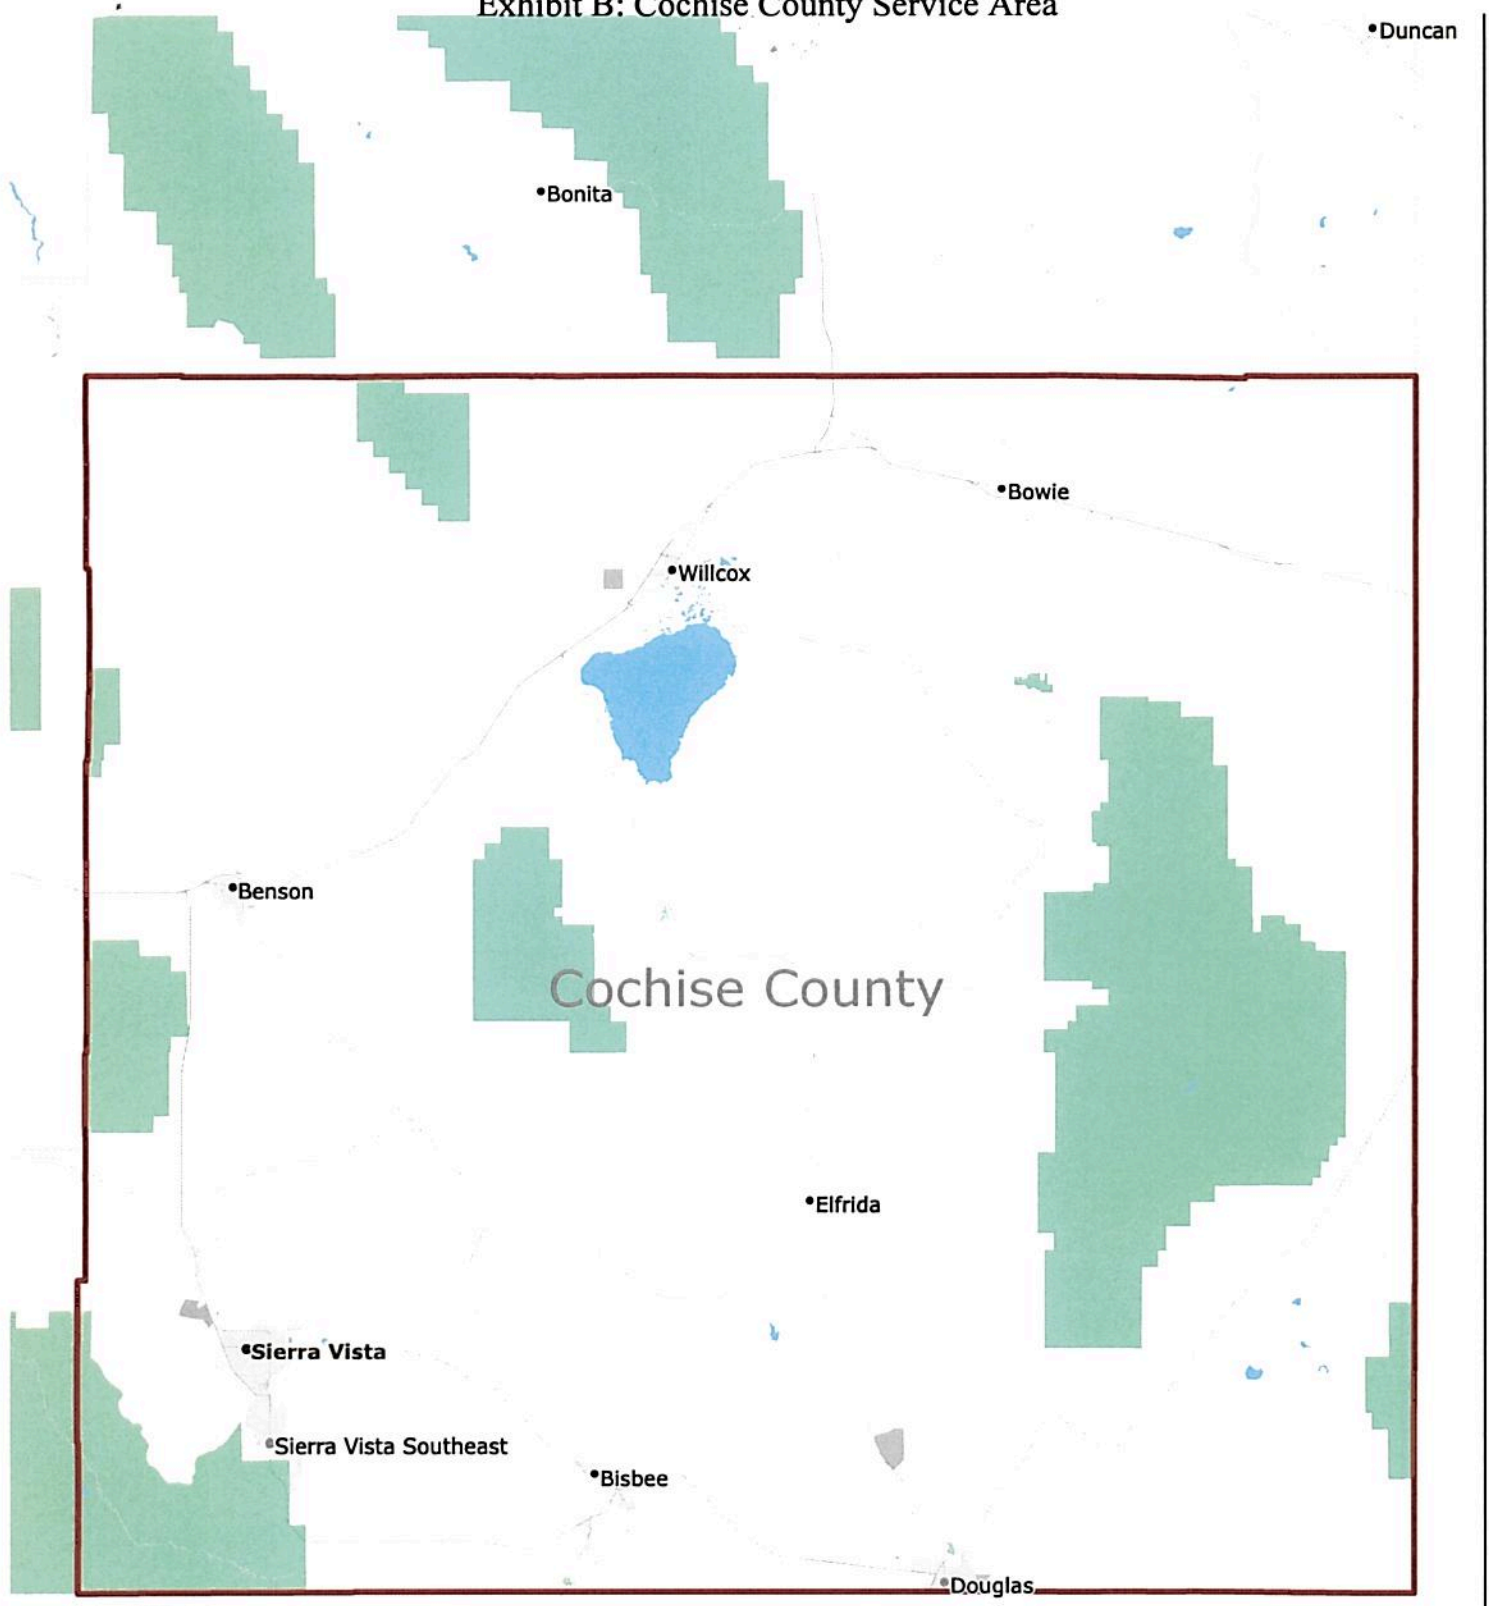 Exhibit B: Cochise County Service Area
Duncan
Bonita
Bowie
Willcox
Benson
Cochise County
Elfrida
Sierra Vista
Sierra Vista Southeast
Bisbee
Douglas